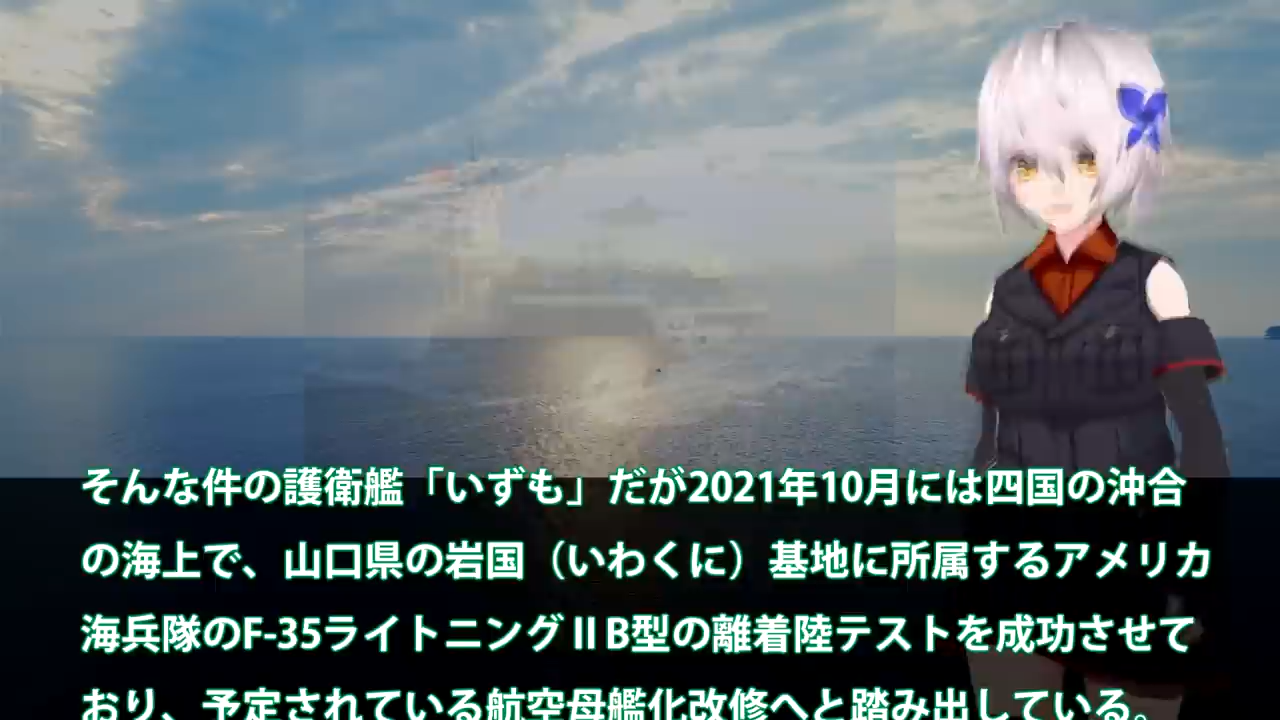 そんな件の護衛艦「いずも」だが2021年10月には四国の沖合
の海上で、山口県の岩国（いわくに）基地に所属するアメリカ
海兵隊のF-35ライトニングⅡB型の離着陸テストを成功させて
おり、予定されている航空母艦化改修へと踏み出している。